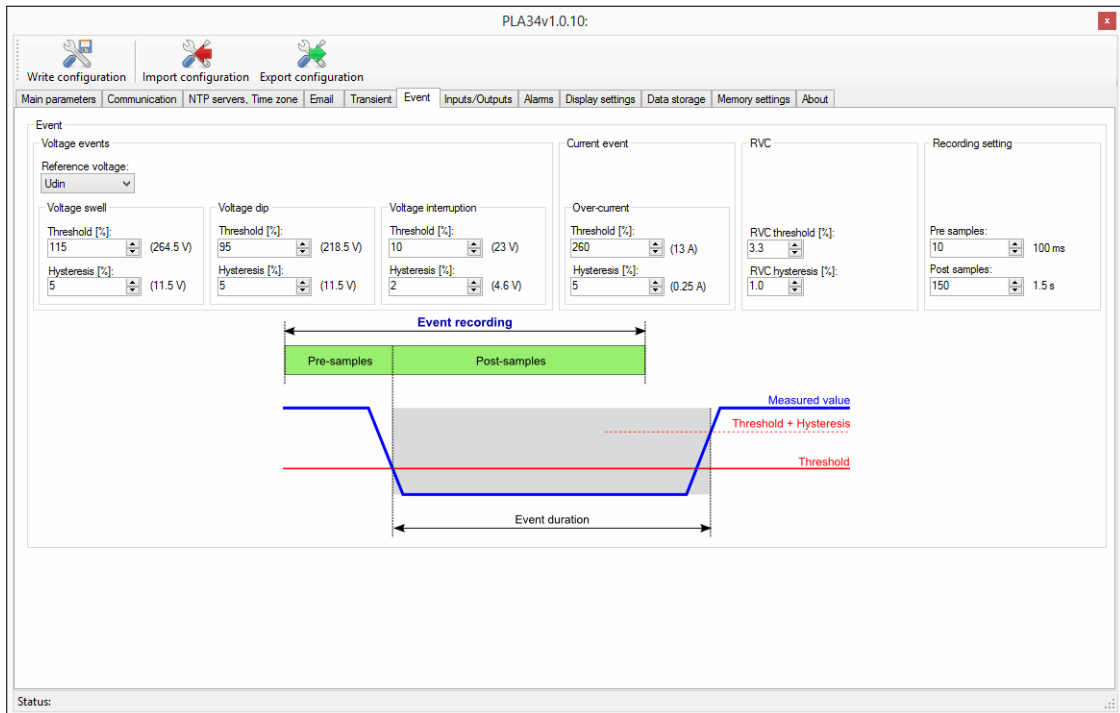 PLA34v1.0.10:
x
Write configuration Import configuration Export configuration
Main parameters Communication NTP servers, Time zone Email Transient Event Inputs/Outputs Alarms Display settings Data storage Memory settings About
Event
Voltage events Current event RVC Recording setting
Reference voltage:
Udin
Voltage swell Voltage dip Voltage interruption Over-current
Threshold [%]: Threshold [%]: Threshold [%]: Threshold [%]: RVC threshold [%]: Pre samples:
115 (264.5 V) 95 (218.5 V) 10 (23 V) 260 (13 A) 3.3 10 100 ms
Hysteresis [%]: Hysteresis [%]: Hysteresis [%]: Hysteresis [%]: RVC hysteresis [%]: Post samples:
5 (11.5 V) 5 (11.5 V) 2 (4.6 V) 5 (0.25 A) 1.0 150 1.5 s
Event recording
Pre-samples Post-samples
Measured value
Threshold + Hysteresis
Threshold
Event duration
Status: